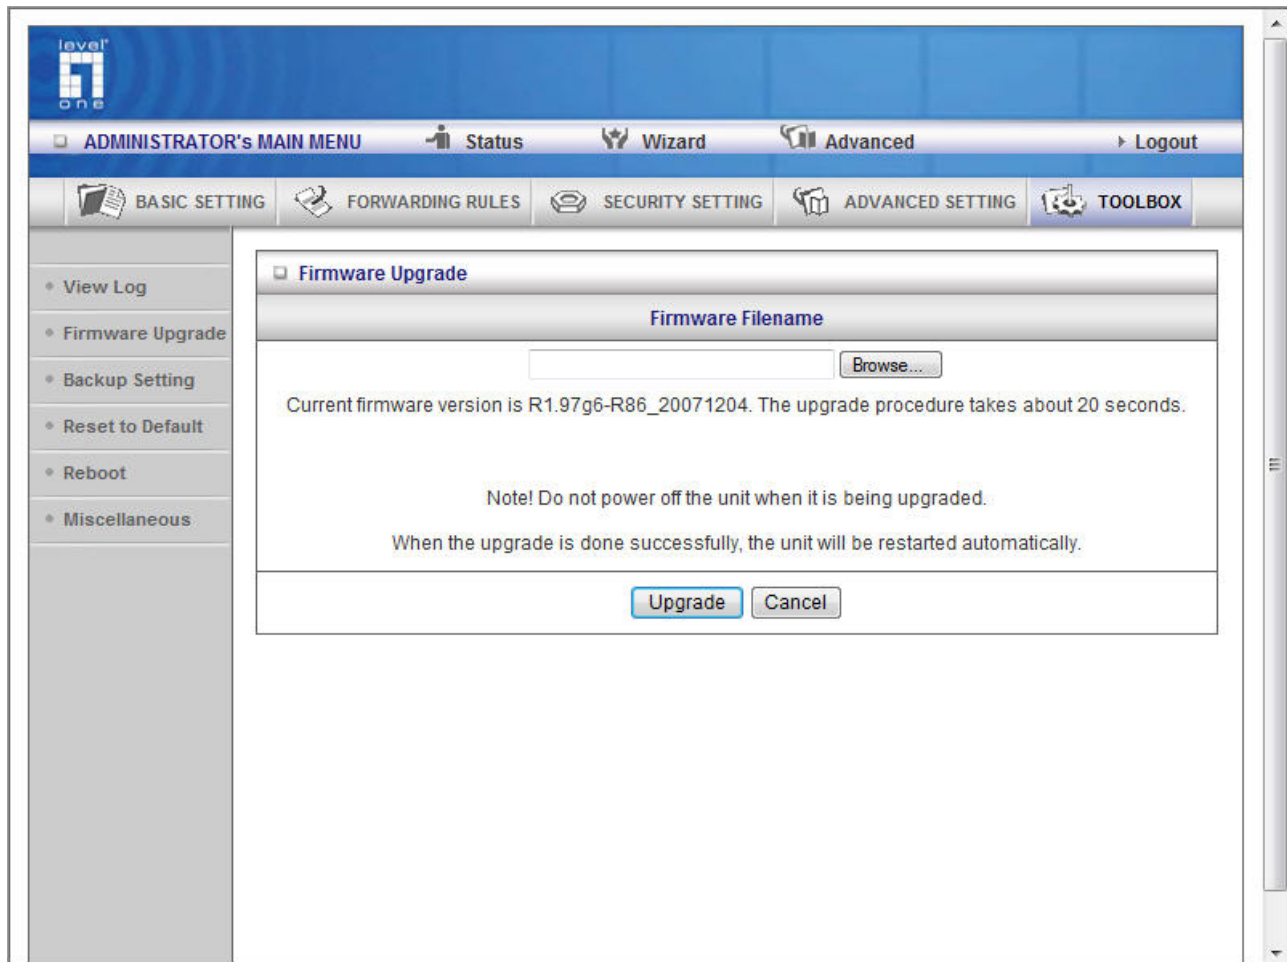 level
one
ADMINISTRATOR's MAIN MENU Status Wizard Advanced Logout
BASIC SETTING FORWARDING RULES SECURITY SETTING ADVANCED SETTING TOOLBOX
View Log
Firmware Upgrade
Backup Setting
Reset to Default
Reboot
Miscellaneous
Firmware Upgrade
Firmware Filename
Browse...
Current firmware version is R1.97g6-R86_20071204. The upgrade procedure takes about 20 seconds.
Note! Do not power off the unit when it is being upgraded.
When the upgrade is done successfully, the unit will be restarted automatically.
Upgrade Cancel